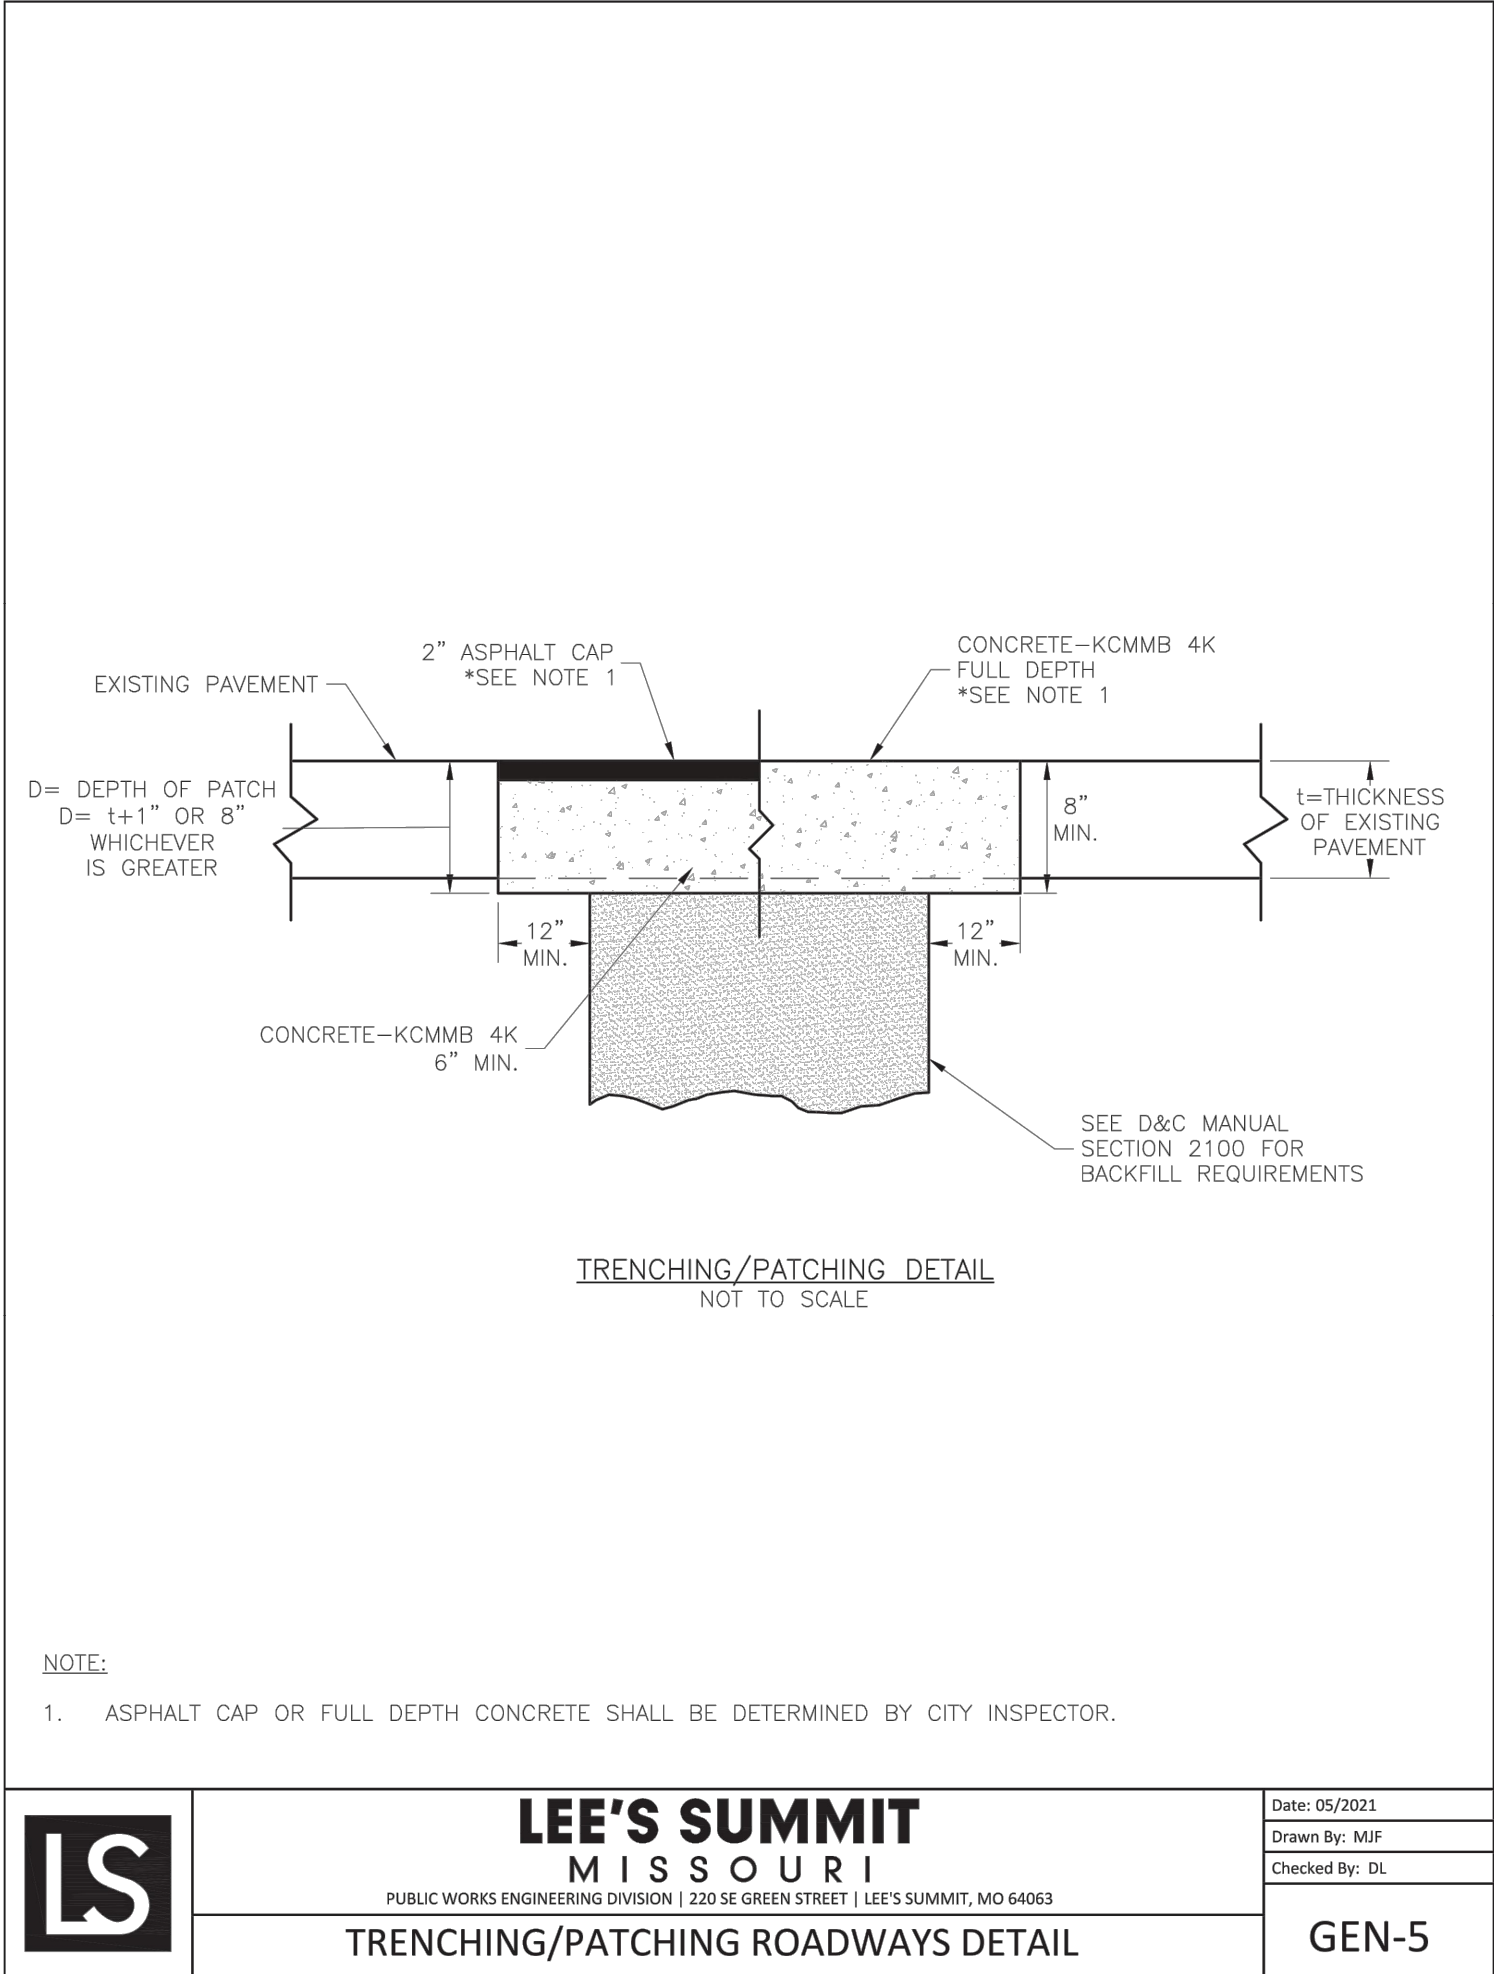 2” ASPHALT CAP
*SEE NOTE 1
CONCRETE–KCMMB 4K
FULL DEPTH
*SEE NOTE 1
EXISTING PAVEMENT
D= DEPTH OF PATCH
D= t+1” OR 8”
WHICHEVER
IS GREATER
8”
MIN.
t=THICKNESS
OF EXISTING
PAVEMENT
12”
MIN.
12”
MIN.
CONCRETE–KCMMB 4K
6” MIN.
SEE D&C MANUAL
SECTION 2100 FOR
BACKFILL REQUIREMENTS
TRENCHING/PATCHING DETAIL
NOT TO SCALE
NOTE:
1. ASPHALT CAP OR FULL DEPTH CONCRETE SHALL BE DETERMINED BY CITY INSPECTOR.
LS
LEE'S SUMMIT
MISSOURI
PUBLIC WORKS ENGINEERING DIVISION | 220 SE GREEN STREET | LEE'S SUMMIT, MO 64063
TRENCHING/PATCHING ROADWAYS DETAIL
Date: 05/2021
Drawn By: MJF
Checked By: DL
GEN-5